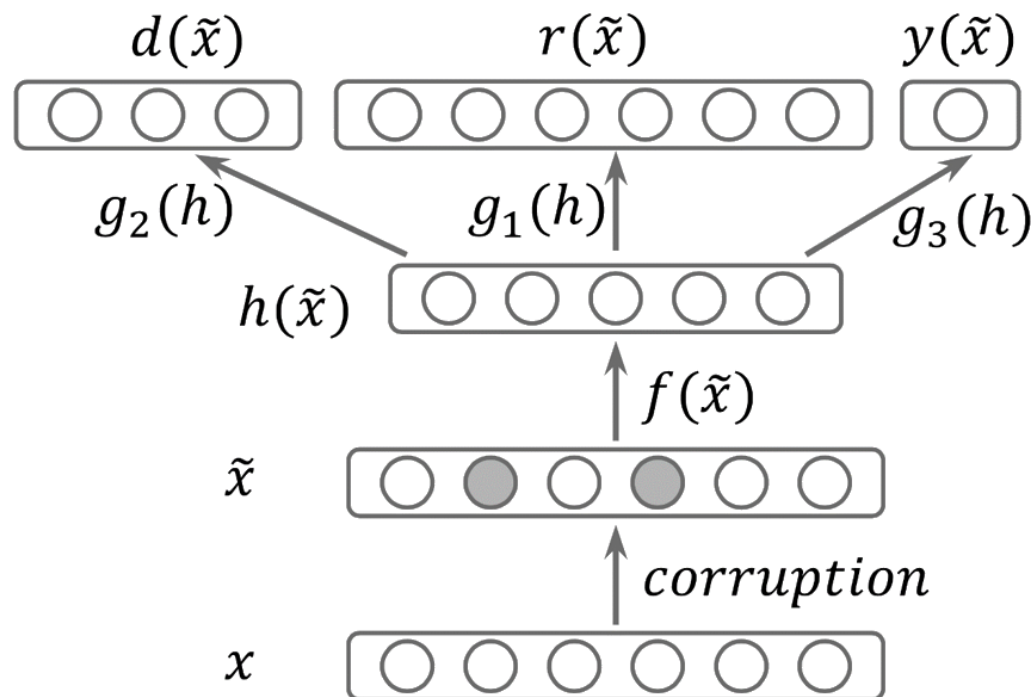 d(x̃) r(x̃) y(x̃)
g₂(h) g₁(h) g₃(h)
h(x̃)
f(x̃)
x̃
corruption
x